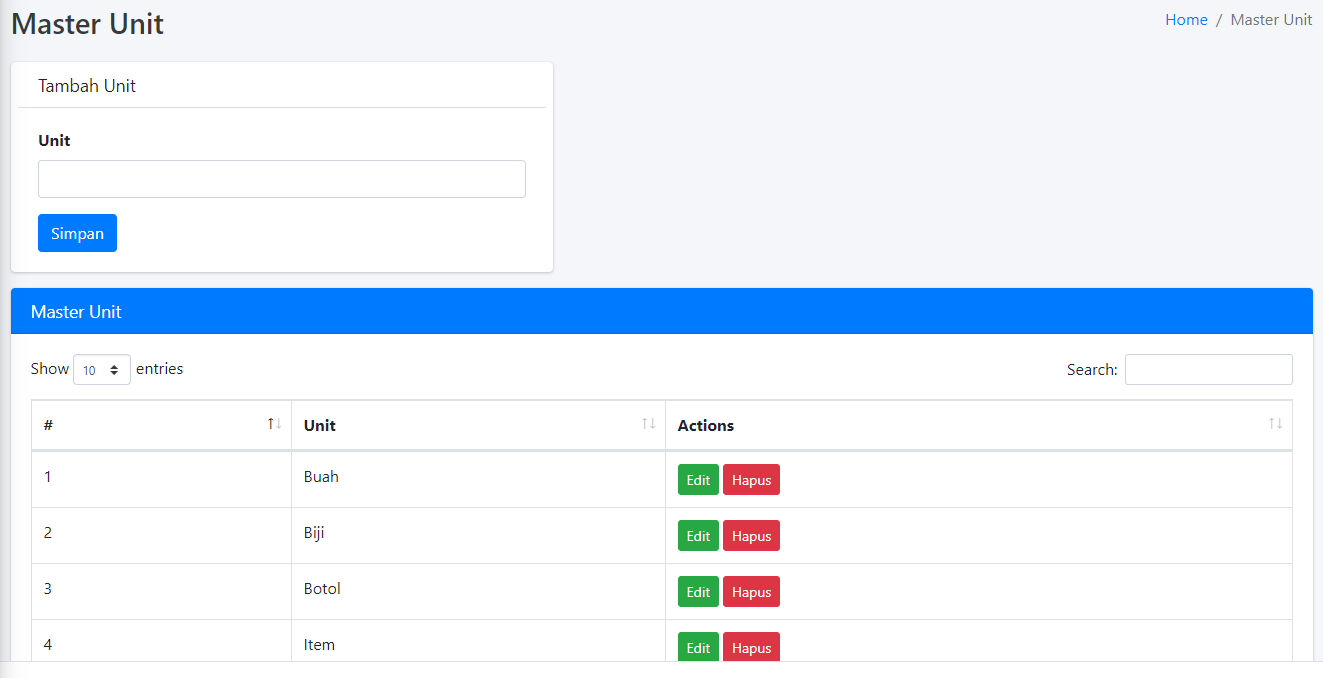 Master Unit
Home / Master Unit
Tambah Unit
Unit
Simpan
Master Unit
Show 10 entries
Search:
# Unit Actions
1 Buah Edit Hapus
2 Biji Edit Hapus
3 Botol Edit Hapus
4 Item Edit Hapus